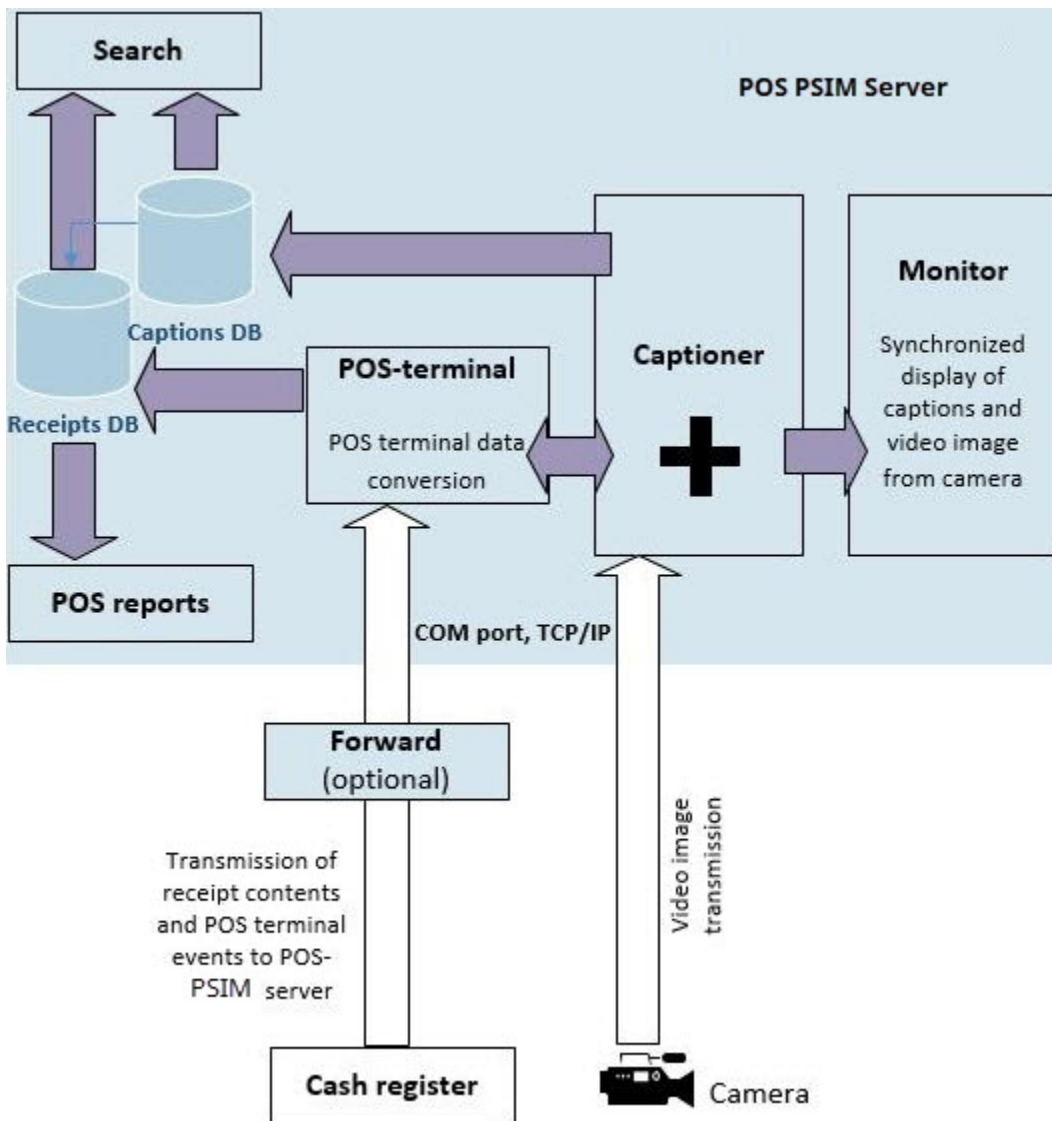 Search
POS PSIM Server
Captions DB
Receipts DB
POS-terminal
POS terminal data
conversion
Captioner
Monitor
Synchronized
display of
captions and
video image
from camera
POS reports
COM port, TCP/IP
Forward
(optional)
Transmission of
receipt contents
and POS terminal
events to POS-
PSIM server
Video image
transmission
Cash register
Camera